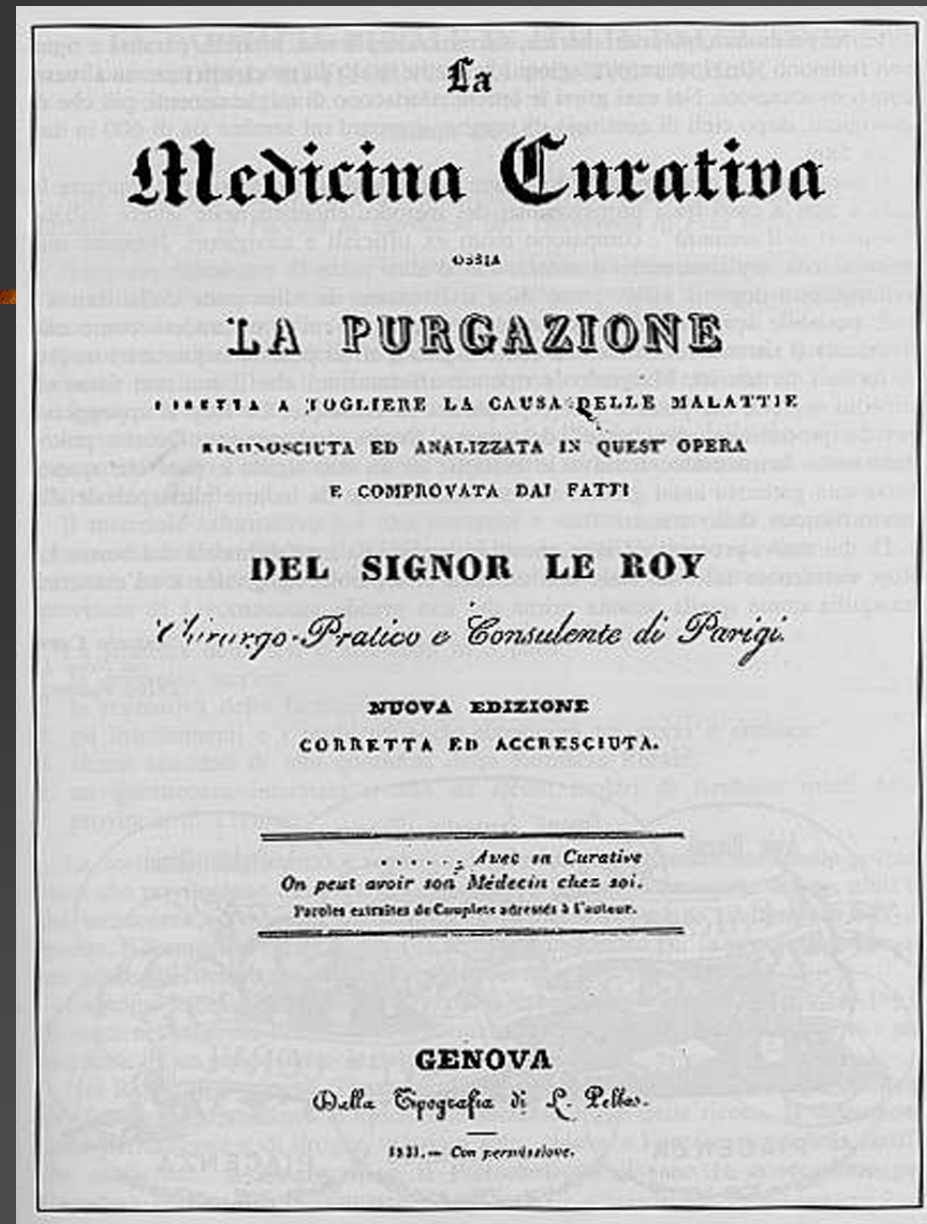 La
Medicina Curativa
OSSIA
LA PURGAZIONE
DIRETTA A TOGLIERE LA CAUSA DELLE MALATTIE
RICONOSCIUTA ED ANALIZZATA IN QUEST' OPERA
E COMPROVATA DAI FATTI
DEL SIGNOR LE ROY
Chirurgo-Pratico e Consulente di Parigi.
NUOVA EDIZIONE
CORRETTA ED ACCRESCIUTA.
. . . . . Avec sa Curative
On peut avoir son Médecin chez soi.
Paroles extraites de Couplets adressés à l'auteur.
GENOVA
Dalla Tipografia di L. Pellas.
1831. — Con permissione.